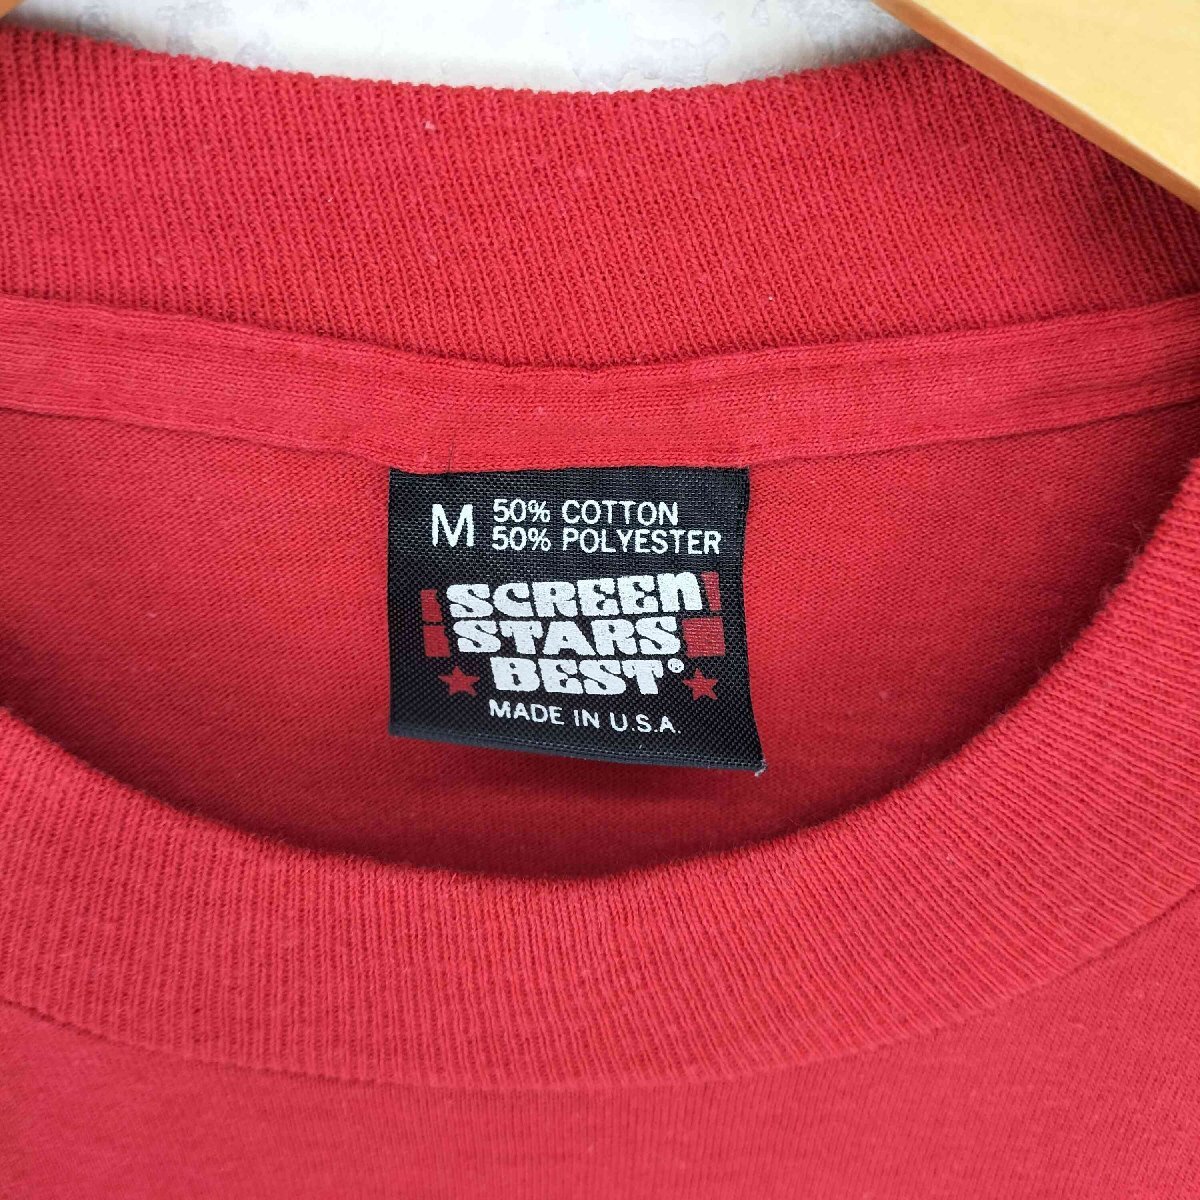 M 50% COTTON
50% POLYESTER
SCREEN
STARS
BEST®
MADE IN U.S.A.